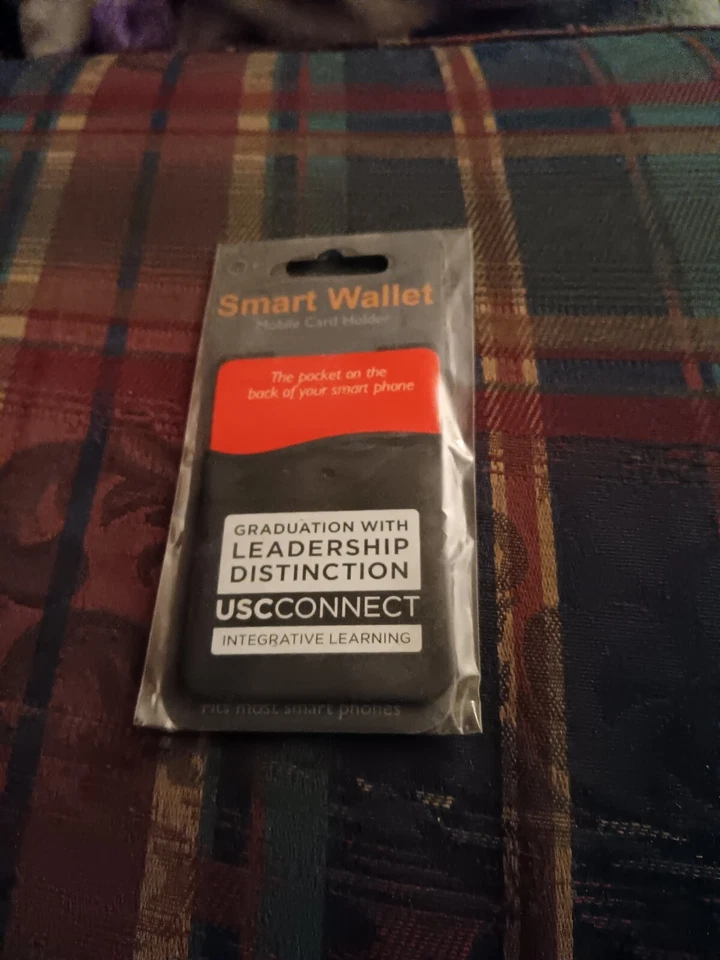 Smart Wallet
Mobile Card Holder
The pocket on the
back of your smart phone
GRADUATION WITH
LEADERSHIP
DISTINCTION
USCCONNECT
INTEGRATIVE LEARNING
Fits most smart phones